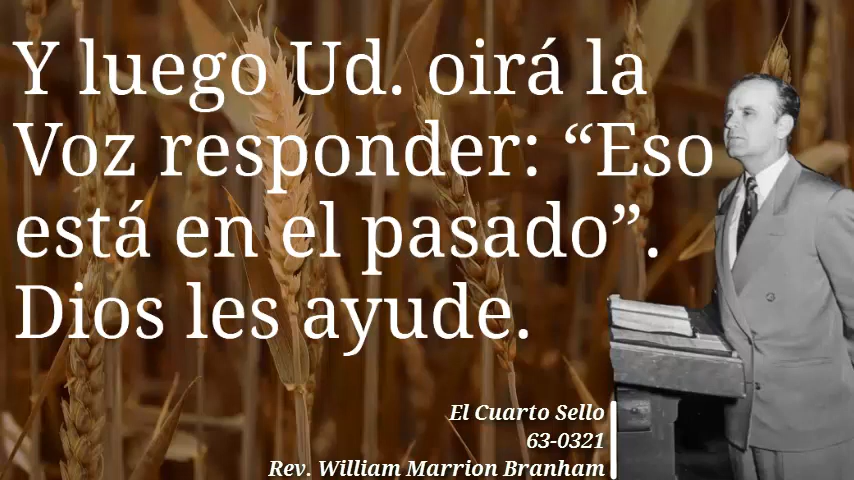 Y luego Ud. oirá la
Voz responder: “Eso
está en el pasado”.
Dios les ayude.
El Cuarto Sello
63-0321
Rev. William Marrion Branham